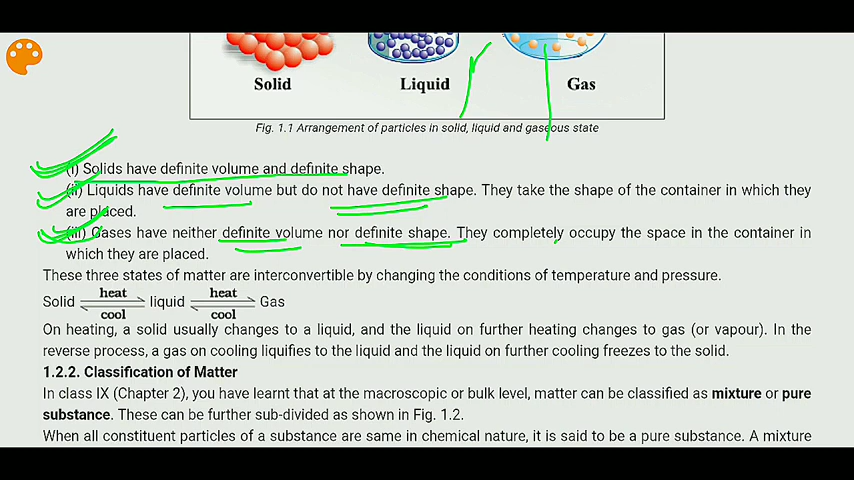 Solid Liquid Gas
Fig. 1.1 Arrangement of particles in solid, liquid and gaseous state
(i) Solids have definite volume and definite shape.
(ii) Liquids have definite volume but do not have definite shape. They take the shape of the container in which they
are placed.
(iii) Gases have neither definite volume nor definite shape. They completely occupy the space in the container in
which they are placed.
These three states of matter are interconvertible by changing the conditions of temperature and pressure.
heat heat
Solid liquid Gas
cool cool
On heating, a solid usually changes to a liquid, and the liquid on further heating changes to gas (or vapour). In the
reverse process, a gas on cooling liquifies to the liquid and the liquid on further cooling freezes to the solid.
1.2.2. Classification of Matter
In class IX (Chapter 2), you have learnt that at the macroscopic or bulk level, matter can be classified as mixture or pure
substance. These can be further sub-divided as shown in Fig. 1.2.
When all constituent particles of a substance are same in chemical nature, it is said to be a pure substance. A mixture